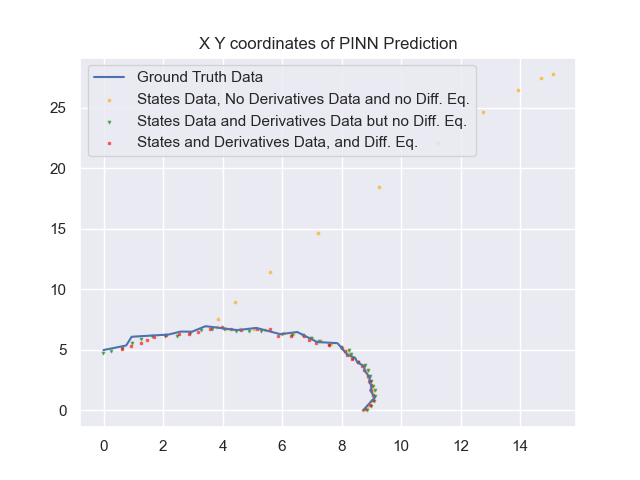 X Y coordinates of PINN Prediction
Ground Truth Data
States Data, No Derivatives Data and no Diff. Eq.
States Data and Derivatives Data but no Diff. Eq.
States and Derivatives Data, and Diff. Eq.
25
20
15
10
5
0
0 2 4 6 8 10 12 14